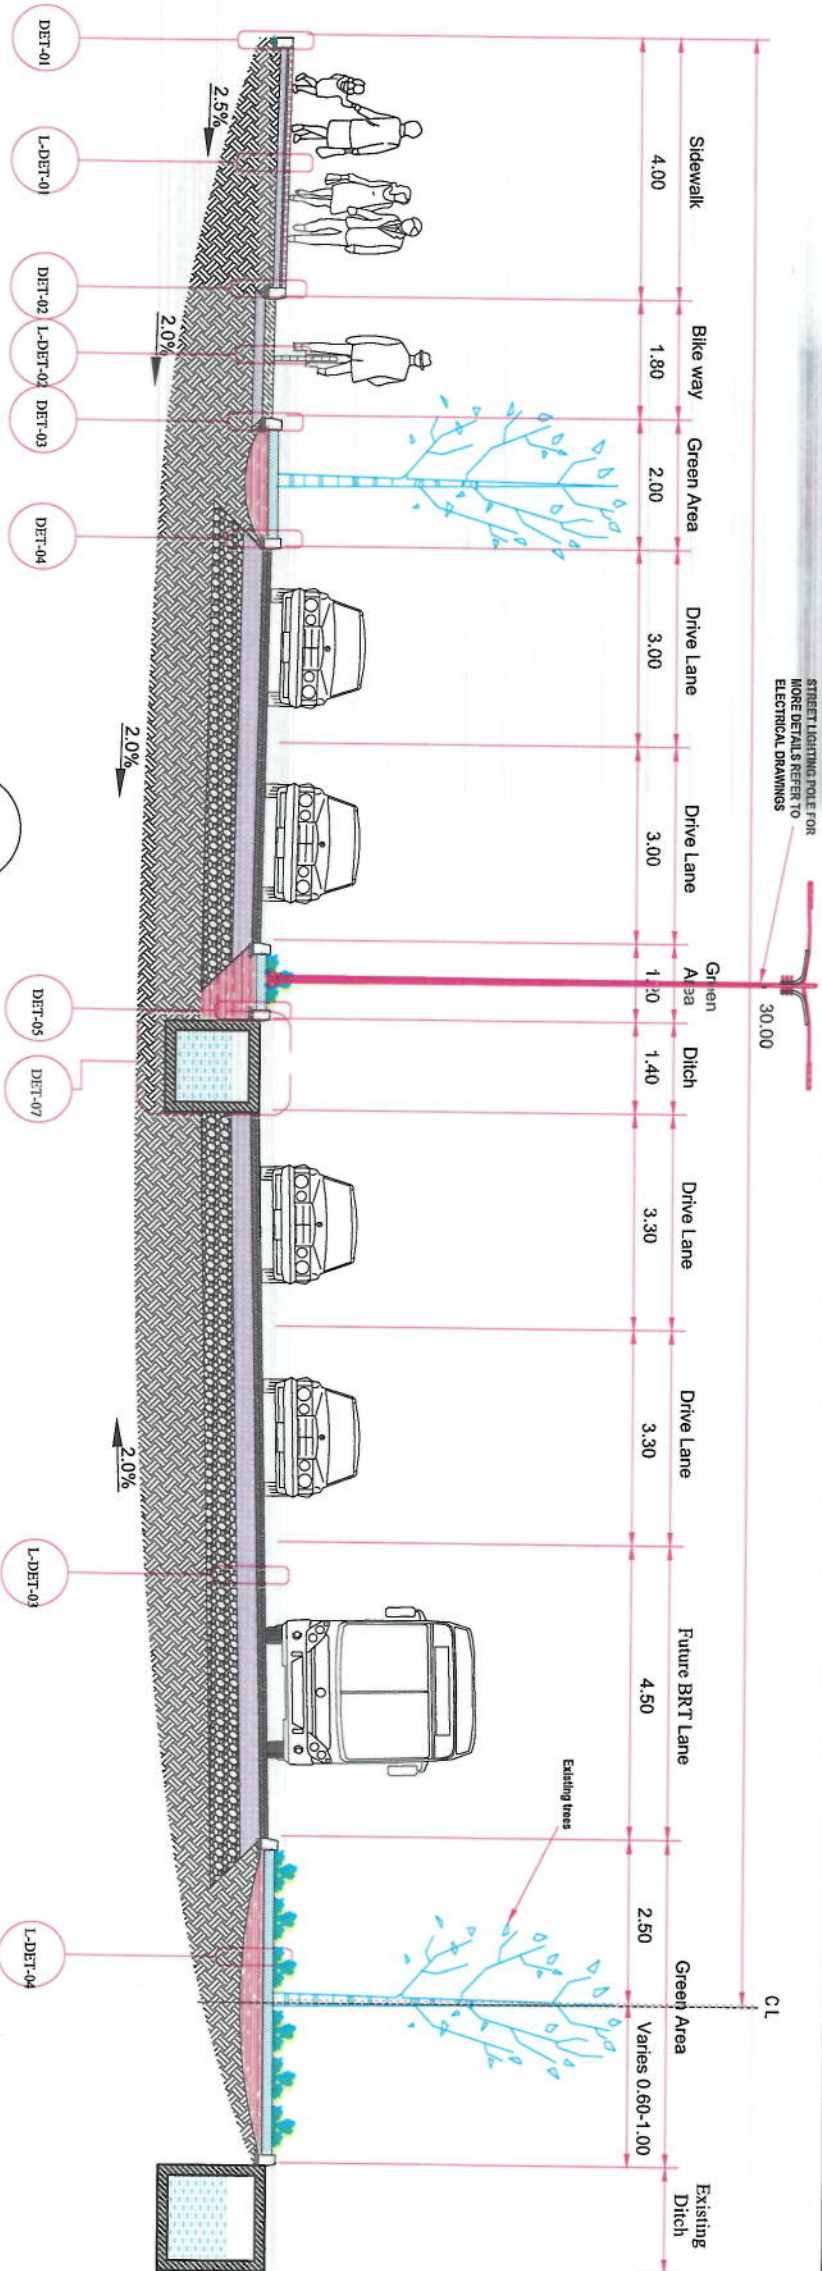 STREET LIGHTING POLE FOR
MORE DETAILS REFER TO
ELECTRICAL DRAWINGS
30.00
CL
Sidewalk
Bike way
Green Area
Drive Lane
Drive Lane
Green
Area
Ditch
Drive Lane
Drive Lane
Future BRT Lane
Green Area
Existing
Ditch
4.00
1.80
2.00
3.00
3.00
1.20
1.40
3.30
3.30
4.50
2.50
Varies 0.60-1.00
Existing trees
2.5%
2.0%
2.0%
2.0%
DET-01
L-DET-01
DET-02
L-DET-02
DET-03
DET-04
DET-05
DET-07
L-DET-03
L-DET-04